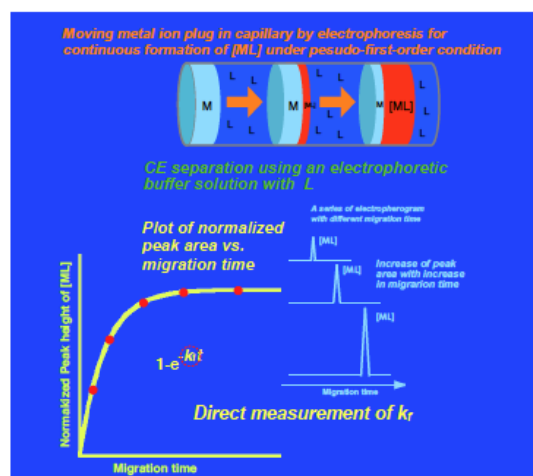 Moving metal ion plug in capillary by electrophoresis for
continuous formation of [ML] under pesudo-first-order condition
L L L L L L
M M [ML] M [ML]
L L L L L L
CE separation using an electrophoretic
buffer solution with L
Plot of normalized
peak area vs.
migration time
A series of electropherogram
with different migration time
[ML]
[ML]
Increase of peak
area with increase
in migrarion time
[ML]
Normalized Peak height of [ML]
1-e-kft
Migration time
Direct measurement of kf
Migration time